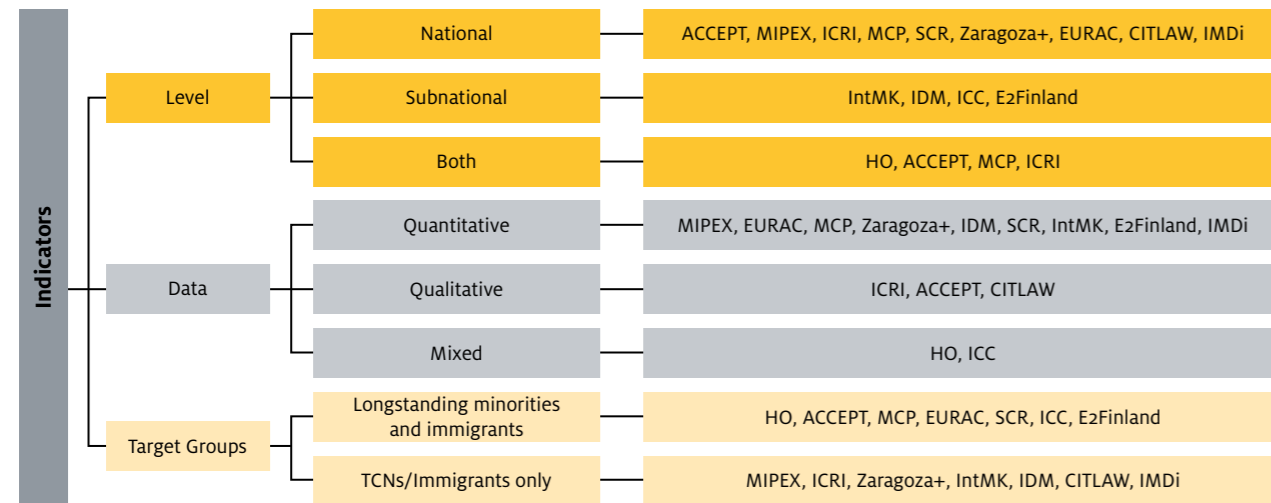 Indicators
Level
National
ACCEPT, MIPEX, ICRI, MCP, SCR, Zaragoza+, EURAC, CITLAW, IMDi
Subnational
IntMK, IDM, ICC, E2Finland
Both
HO, ACCEPT, MCP, ICRI
Data
Quantitative
MIPEX, EURAC, MCP, Zaragoza+, IDM, SCR, IntMK, E2Finland, IMDi
Qualitative
ICRI, ACCEPT, CITLAW
Mixed
HO, ICC
Target Groups
Longstanding minorities
and immigrants
HO, ACCEPT, MCP, EURAC, SCR, ICC, E2Finland
TCNs/Immigrants only
MIPEX, ICRI, Zaragoza+, IntMK, IDM, CITLAW, IMDi